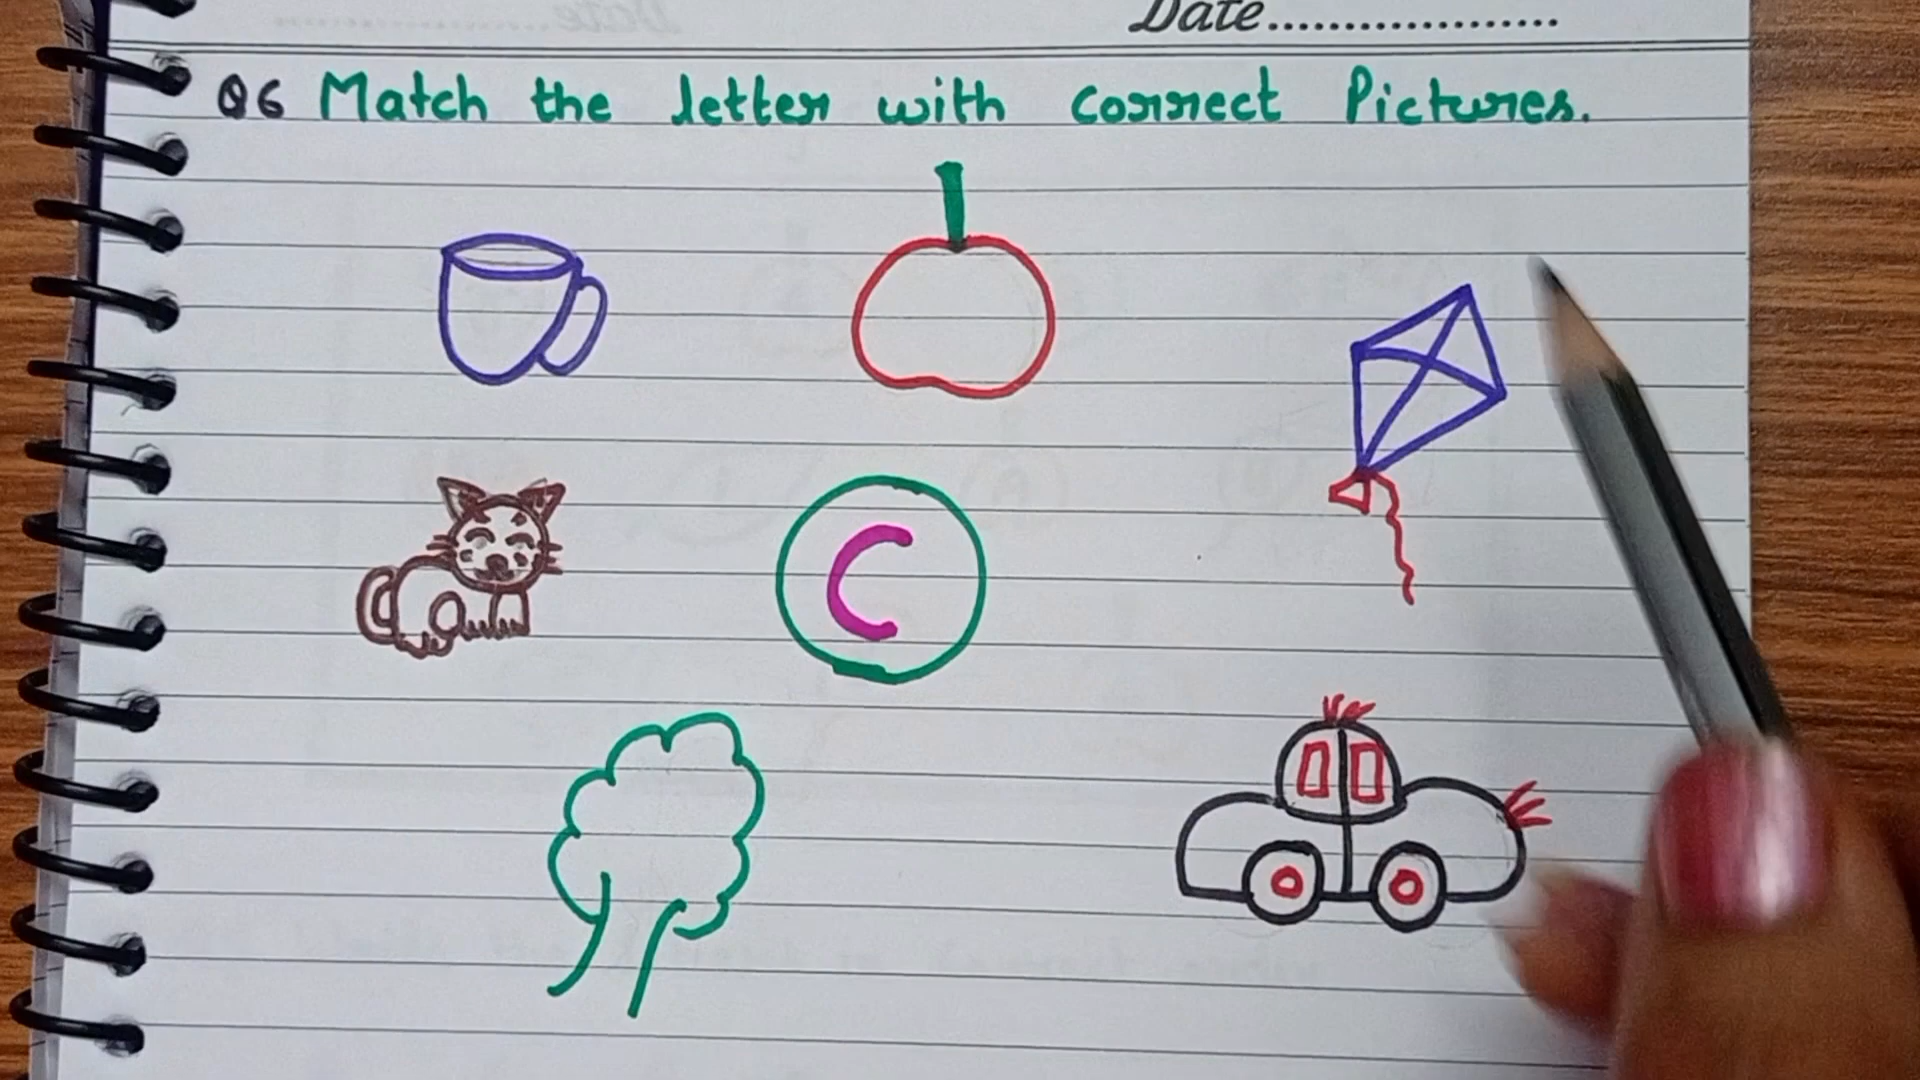 Date...................
Q6 Match the letter with correct Pictures.
C